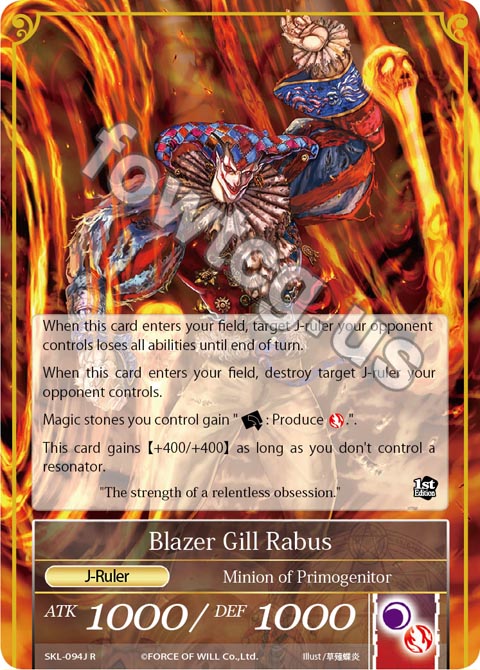 fowtcg.us
When this card enters your field, target J-ruler your opponent
controls loses all abilities until end of turn.
When this card enters your field, destroy target J-ruler your
opponent controls.
Magic stones you control gain " : Produce .".
This card gains 【+400/+400】 as long as you don't control a
resonator.
"The strength of a relentless obsession."
1st
Edition
Blazer Gill Rabus
J-Ruler
Minion of Primogenitor
ATK 1000 / DEF 1000
SKL-094J R
©FORCE OF WILL Co.,Ltd.
Illust/草薙蝶炎